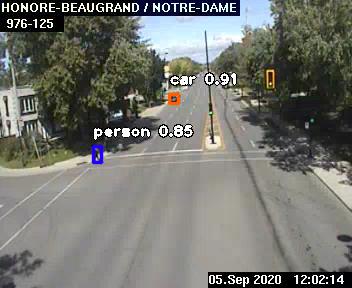 HONORE-BEAUGRAND / NOTRE-DAME
976-125
car 0.91
person 0.85
05.Sep 2020 12:02:14